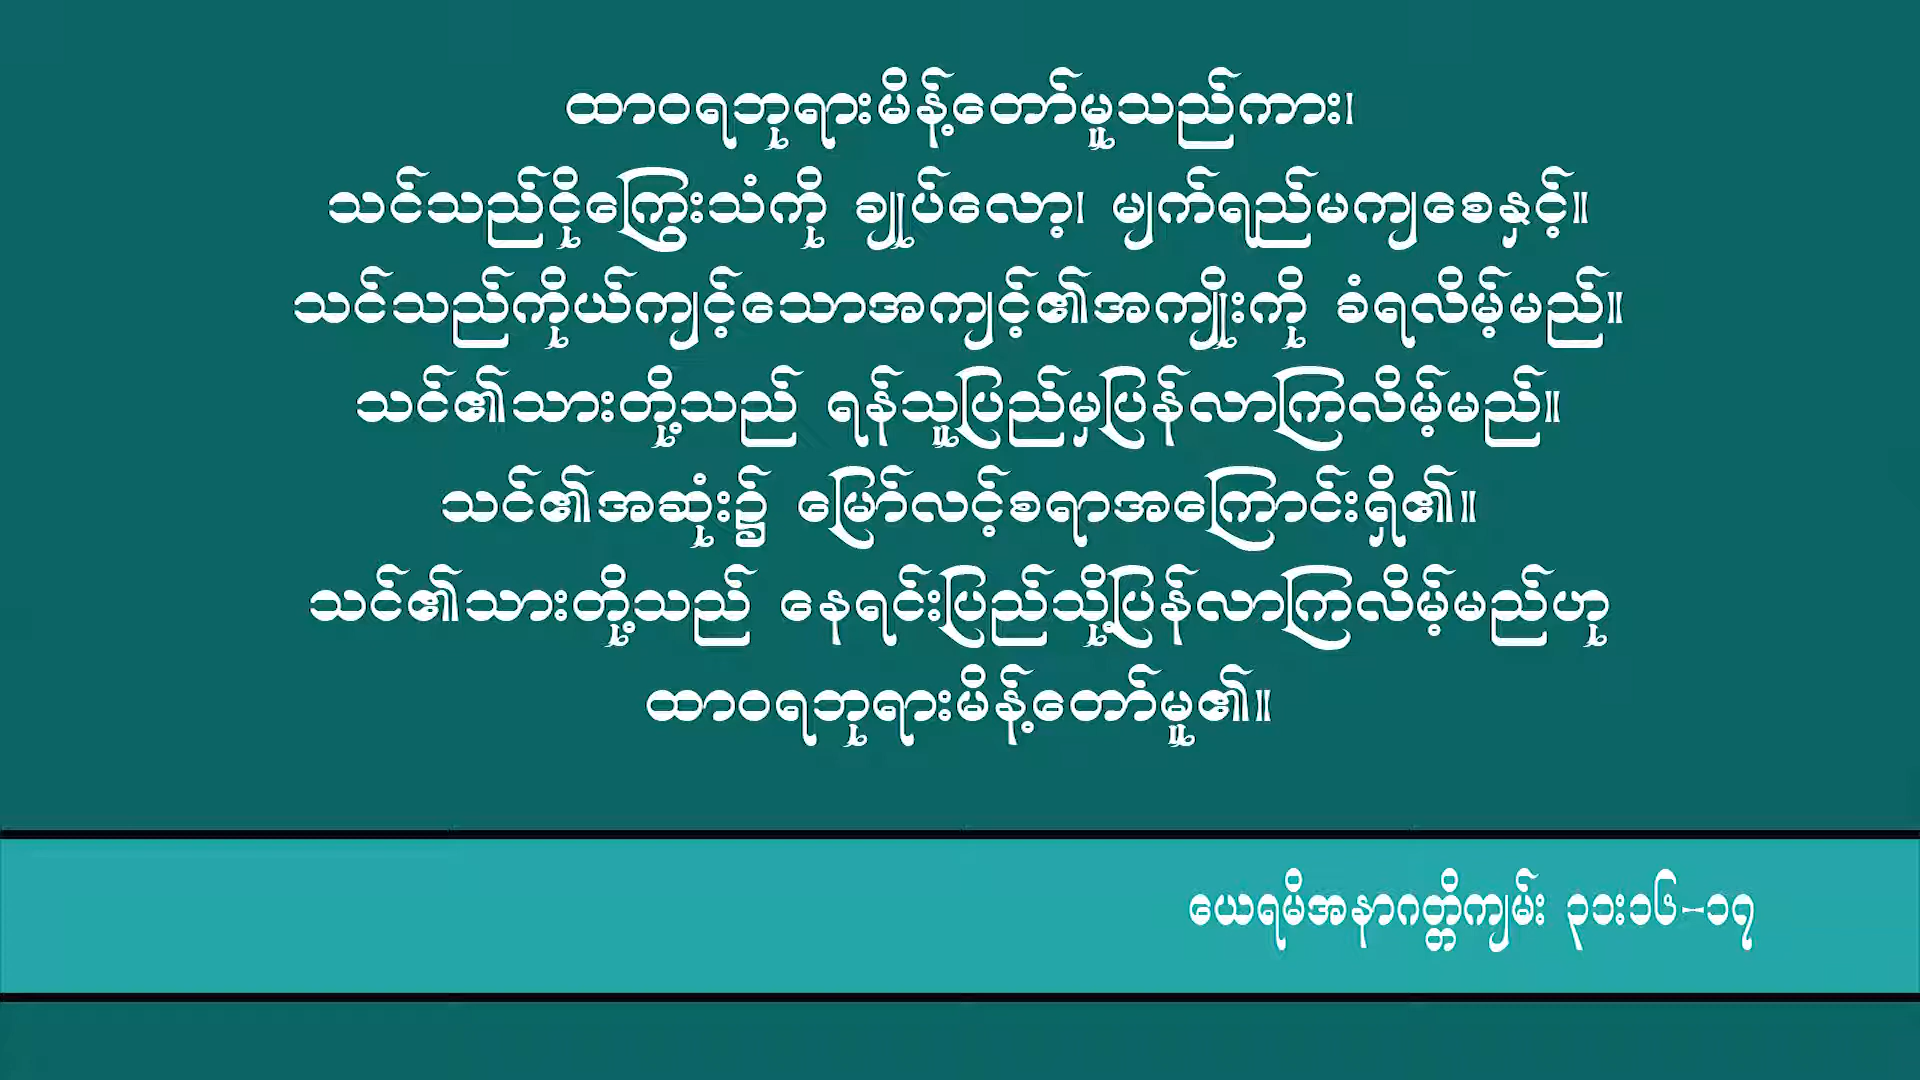 ထာဝရဘုရားမိန့်တော်မူသည်ကား၊
သင်သည်ငိုကြွေးသံကို ချုပ်လော့၊ မျက်ရည်မကျစေနှင့်။
သင်သည်ကိုယ်ကျင့်သောအကျင့်၏အကျိုးကို ခံရလိမ့်မည်။
သင်၏သားတို့သည် ရန်သူပြည်မှပြန်လာကြလိမ့်မည်။
သင်၏အဆုံး၌ မြော်လင့်စရာအကြောင်းရှိ၏။
သင်၏သားတို့သည် နေရင်းပြည်သို့ပြန်လာကြလိမ့်မည်ဟု
ထာဝရဘုရားမိန့်တော်မူ၏။
ယေရမိအနာဂတ္တိကျမ်း ၃၁း၁၆-၁၇